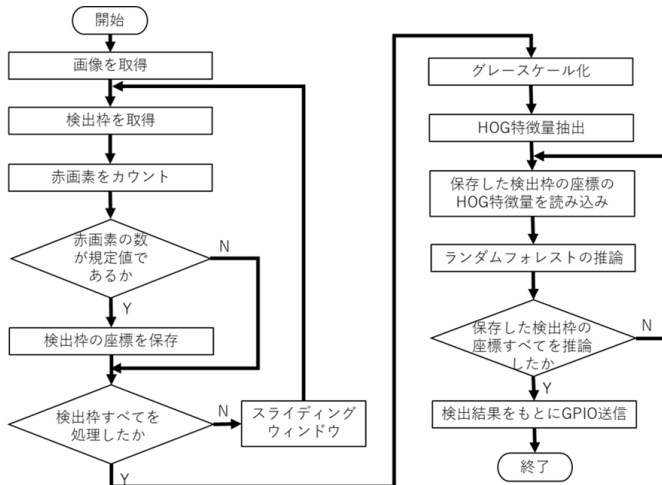 開始
画像を取得
検出枠を取得
赤画素をカウント
赤画素の数
が規定値で
あるか
N
Y
検出枠の座標を保存
検出枠すべてを
処理したか
N
スライディング
ウィンドウ
Y
グレースケール化
HOG特徴量抽出
保存した検出枠の座標の
HOG特徴量を読み込み
ランダムフォレストの推論
保存した検出枠の
座標すべてを推論
したか
N
Y
検出結果をもとにGPIO送信
終了